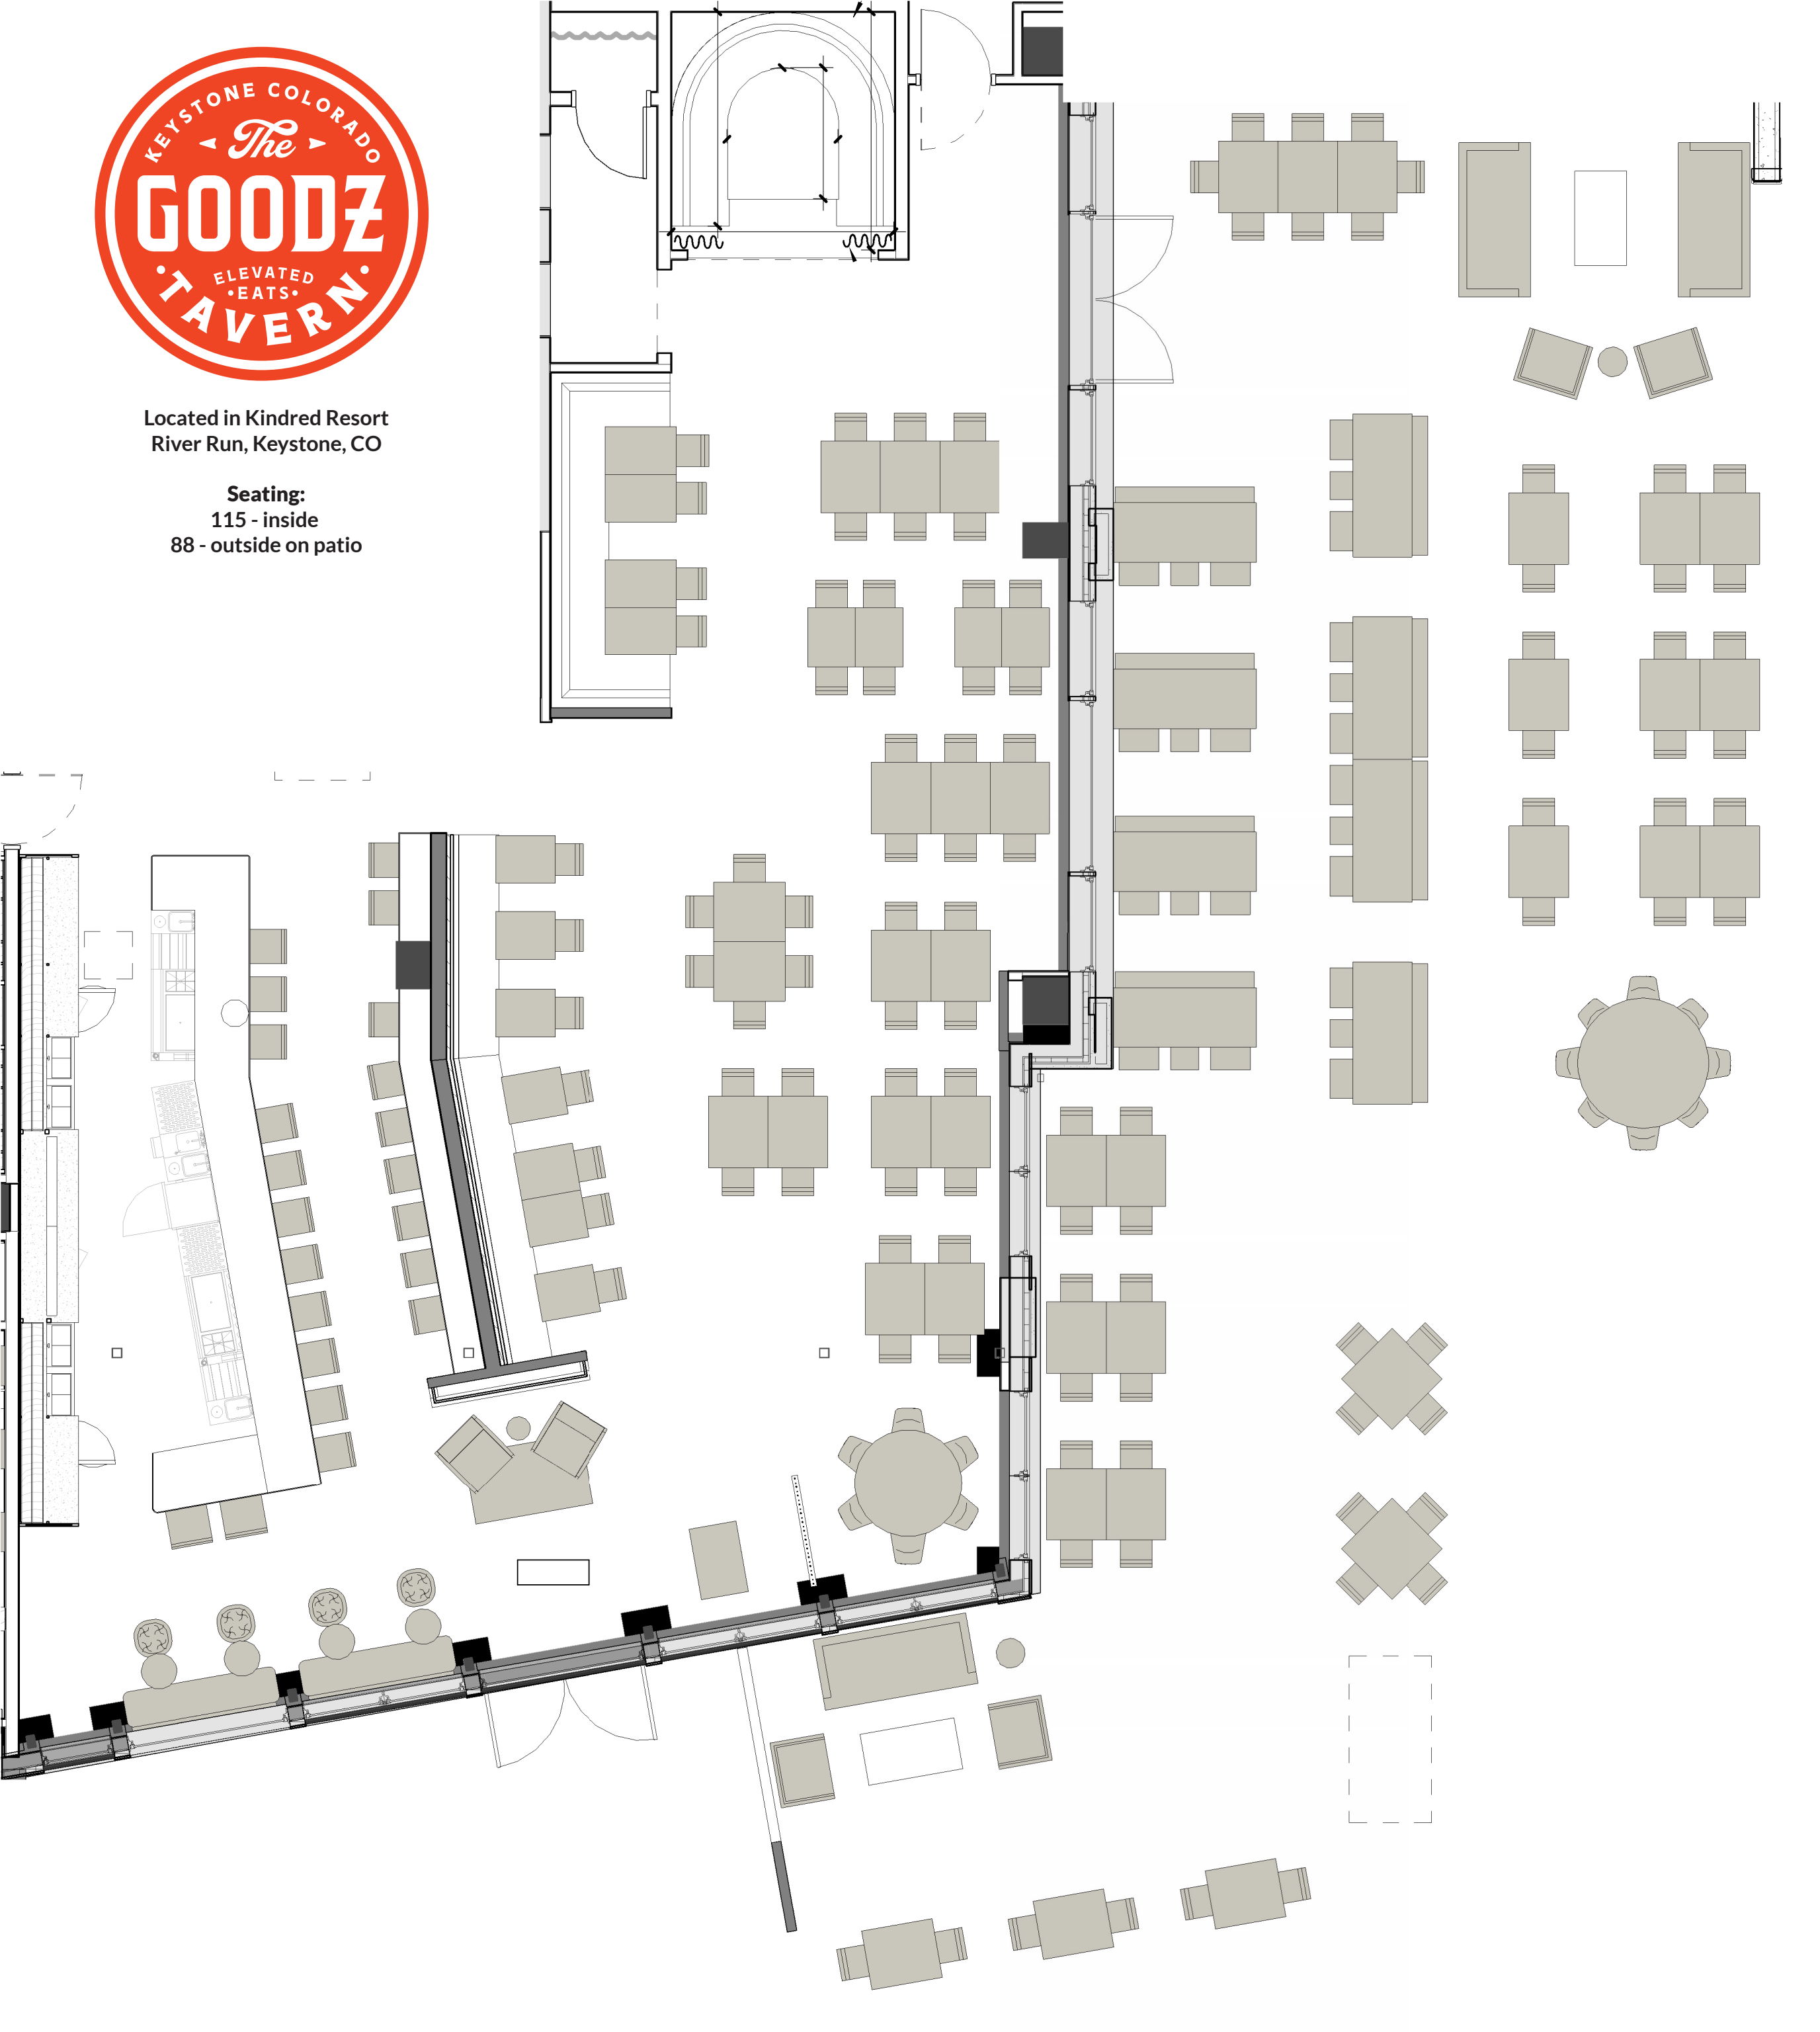 KEYSTONE COLORADO
The
GOODZ
ELEVATED
•EATS•
•TAVERN•
Located in Kindred Resort
River Run, Keystone, CO
Seating:
115 - inside
88 - outside on patio